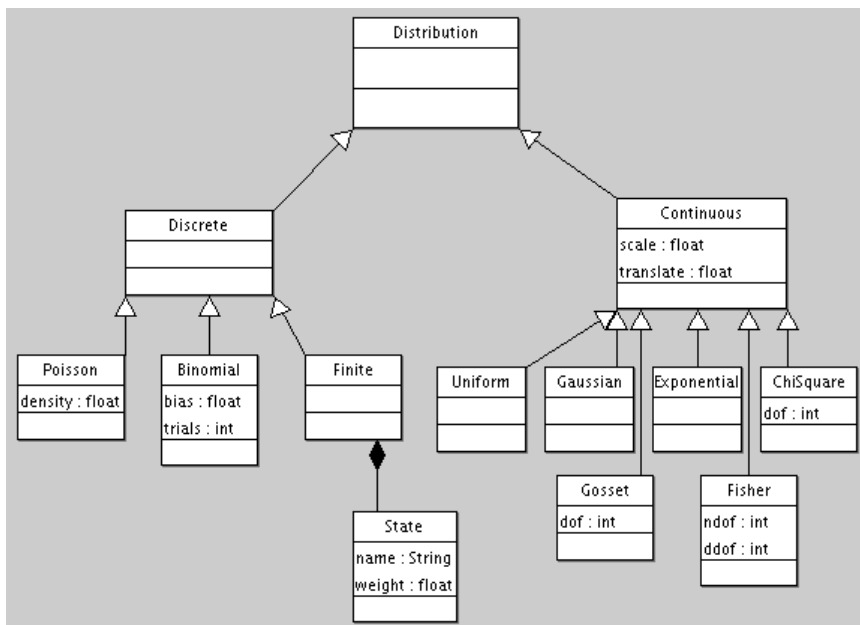 Distribution
Discrete
Continuous
scale : float
translate : float
Poisson
density : float
Binomial
bias : float
trials : int
Finite
Uniform
Gaussian
Exponential
ChiSquare
dof : int
State
name : String
weight : float
Gosset
dof : int
Fisher
ndof : int
ddof : int